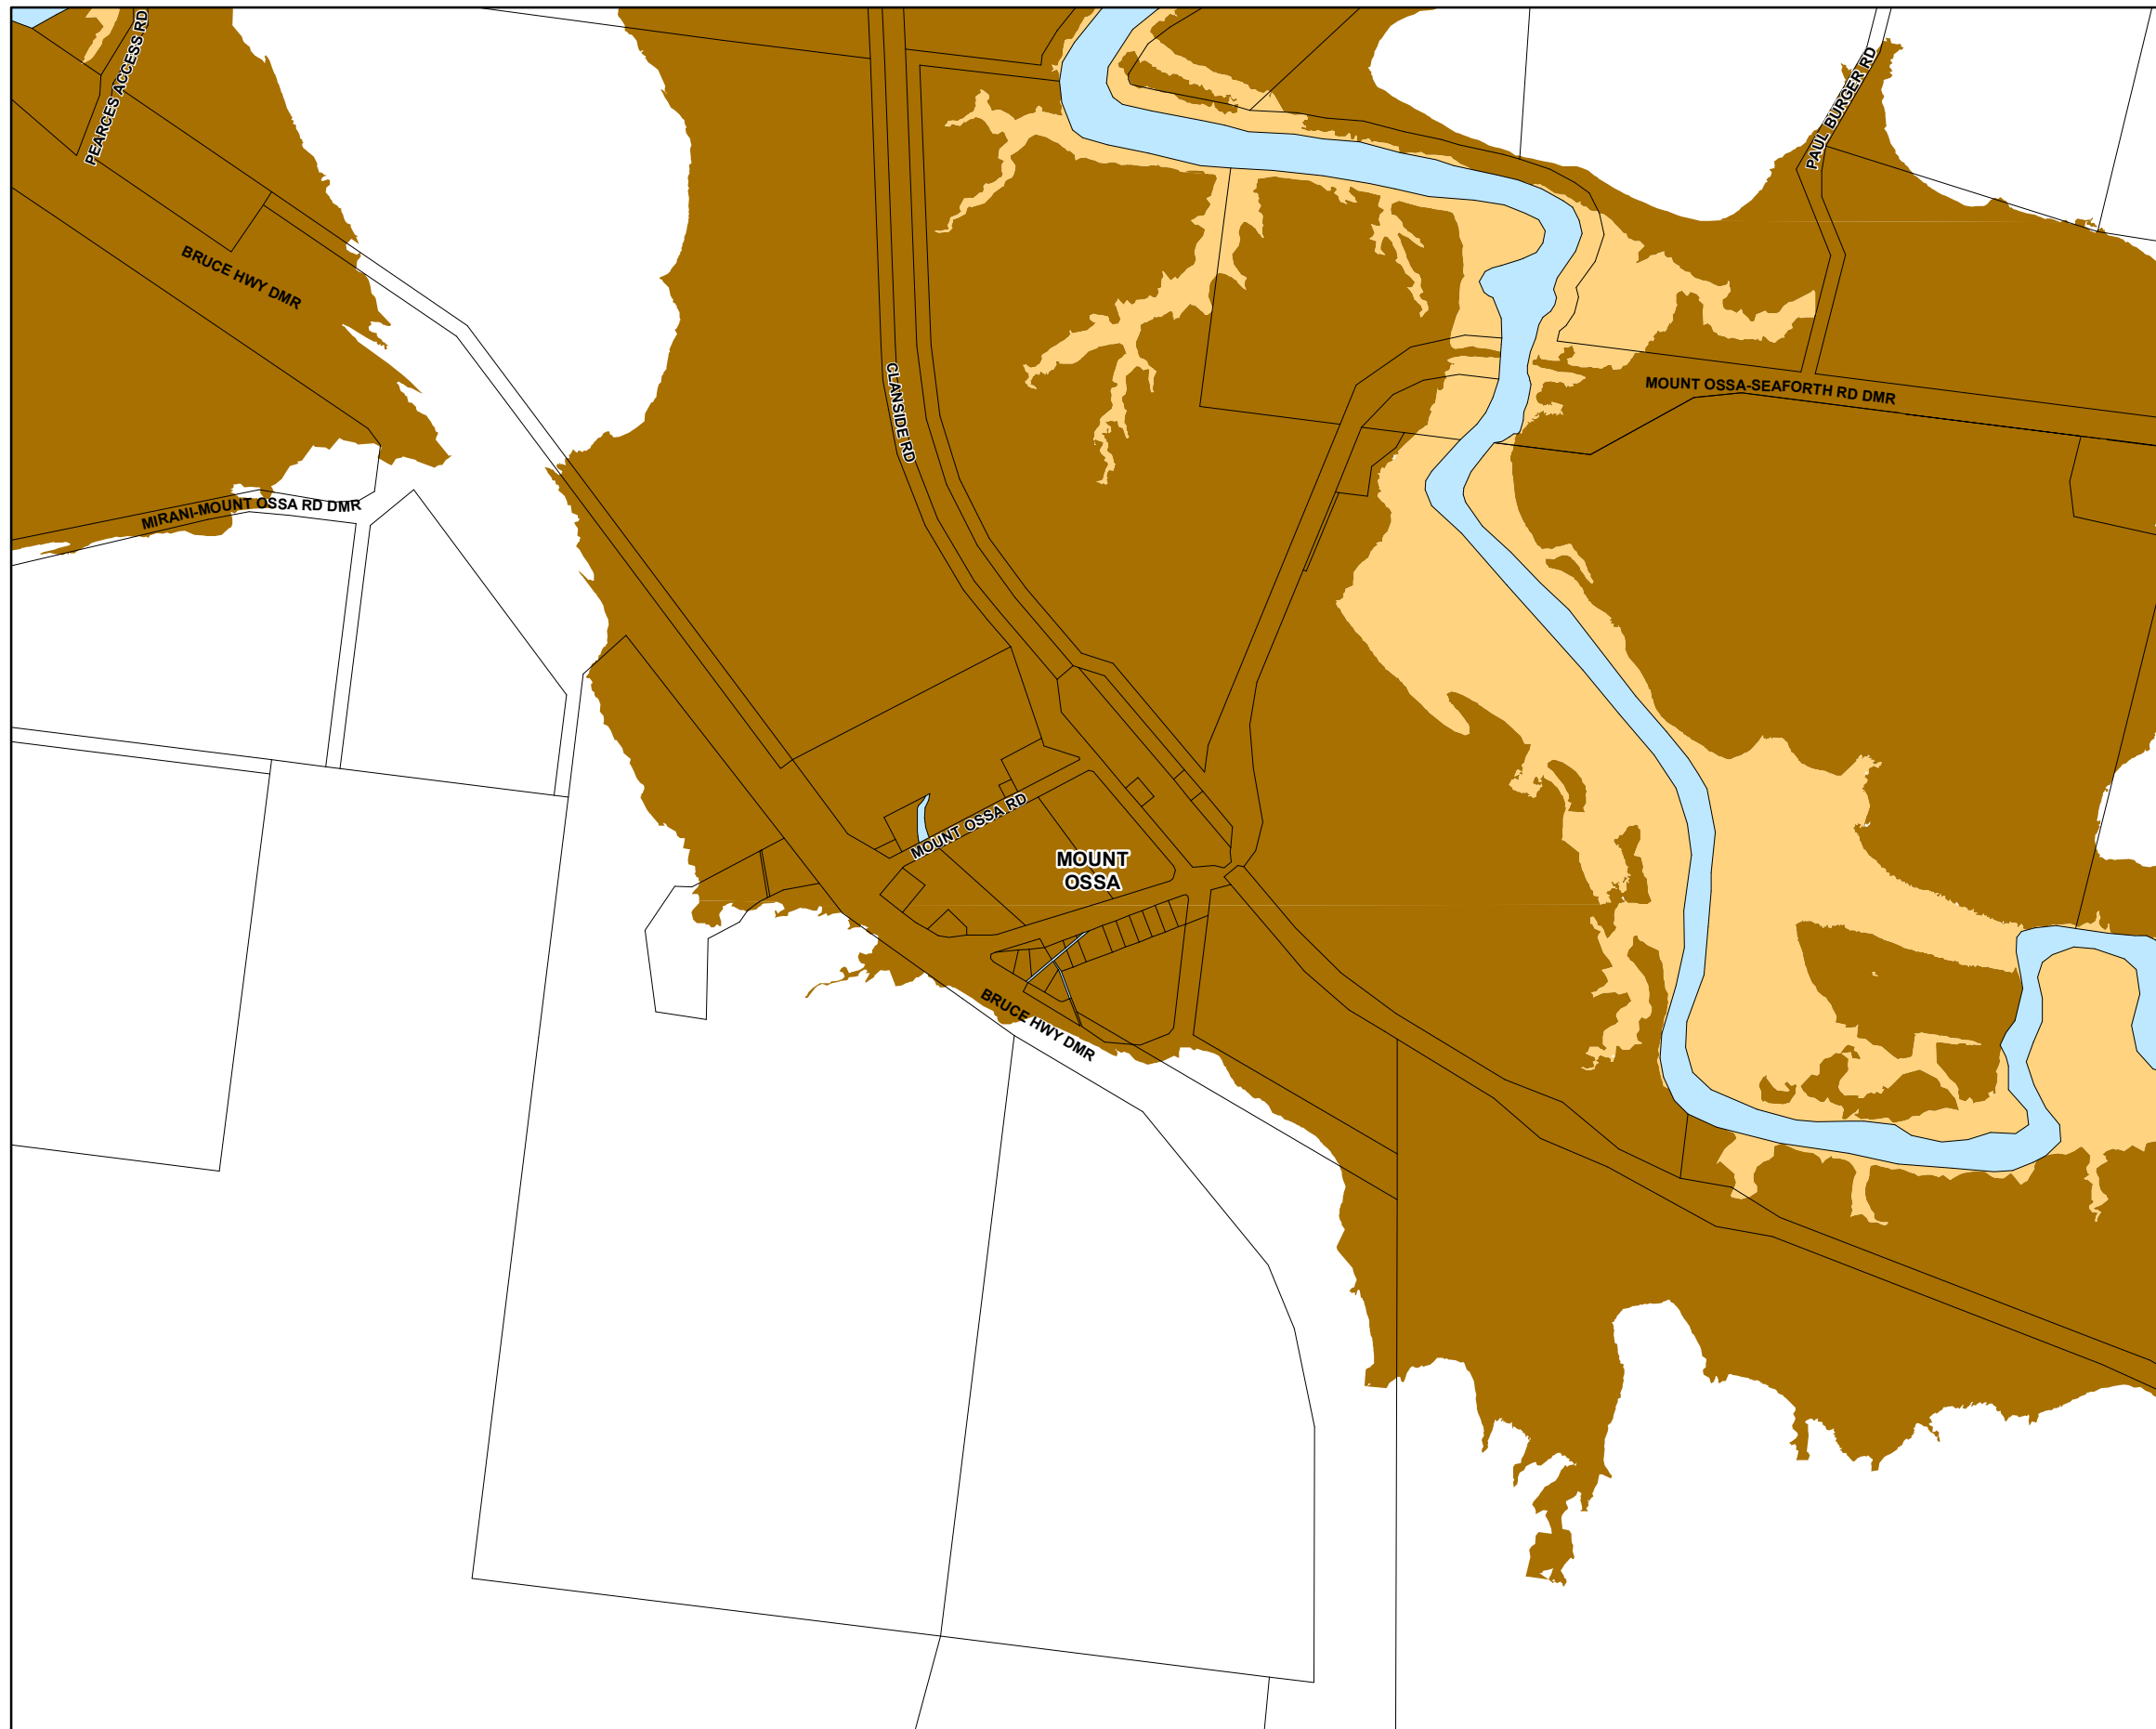 PEARCES ACCESS RD
PAUL BURGER RD
BRUCE HWY DMR
CLANSIDE RD
MOUNT OSSA-SEAFORTH RD DMR
MIRANI-MOUNT OSSA RD DMR
MOUNT OSSA RD
MOUNT
OSSA
BRUCE HWY DMR